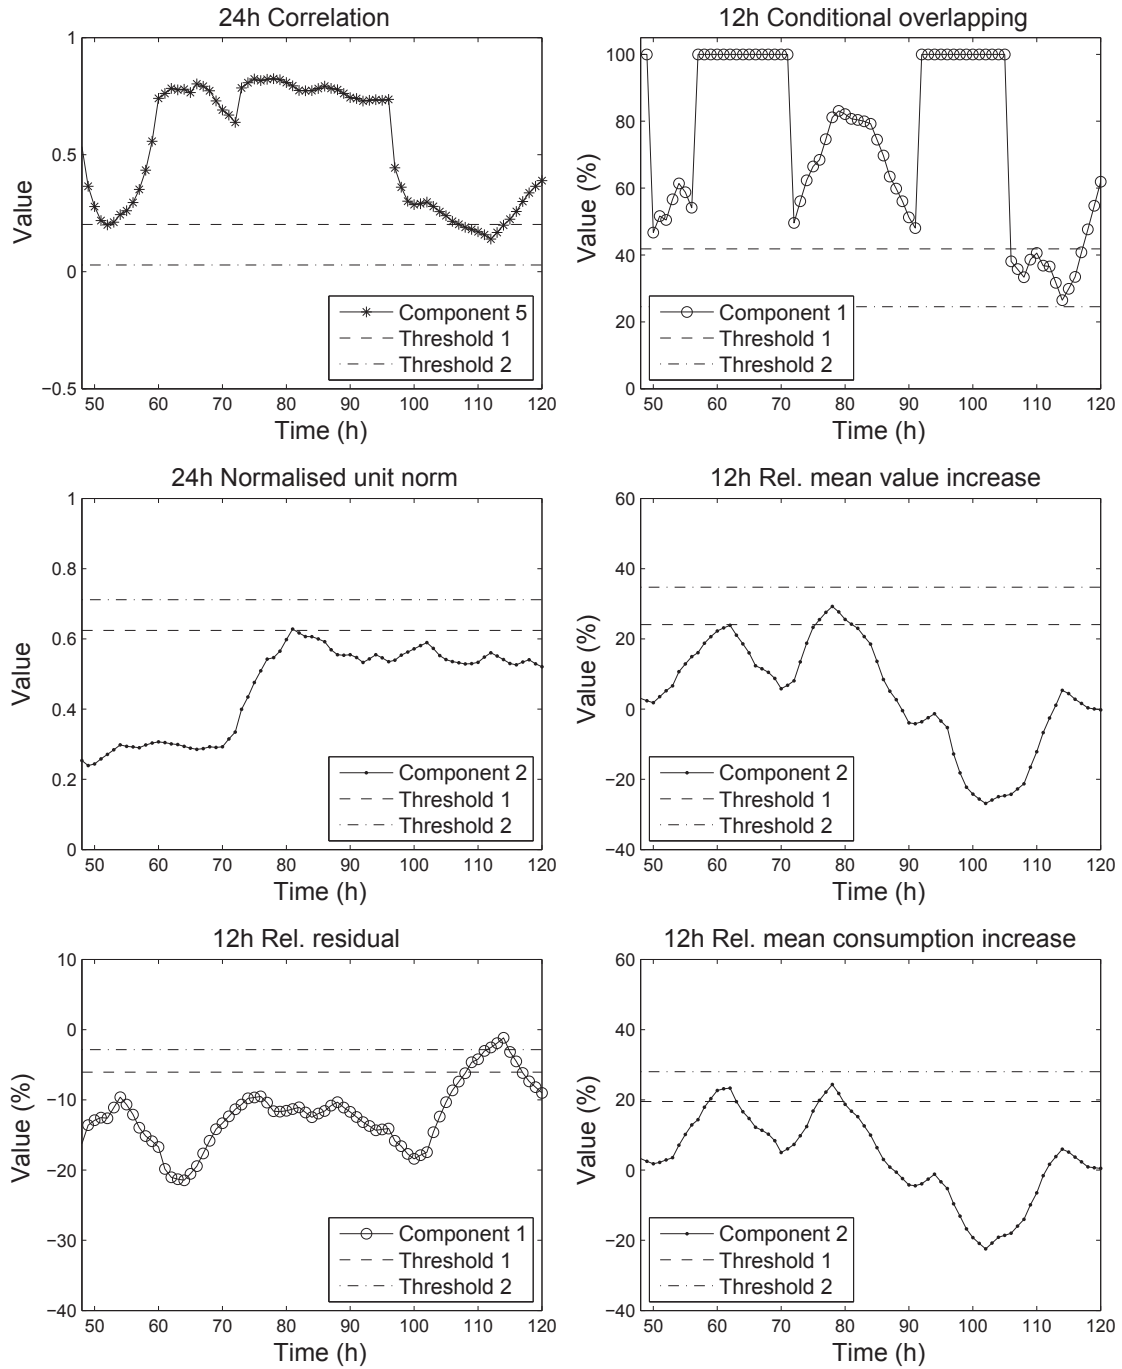 24h Correlation
1
0.5
0
−0.5
Value
Component 5
Threshold 1
Threshold 2
50 60 70 80 90 100 110 120
Time (h)
12h Conditional overlapping
100
80
60
40
20
0
Value (%)
Component 1
Threshold 1
Threshold 2
50 60 70 80 90 100 110 120
Time (h)
24h Normalised unit norm
1
0.8
0.6
0.4
0.2
0
Value
Component 2
Threshold 1
Threshold 2
50 60 70 80 90 100 110 120
Time (h)
12h Rel. mean value increase
60
40
20
0
−20
−40
Value (%)
Component 2
Threshold 1
Threshold 2
50 60 70 80 90 100 110 120
Time (h)
12h Rel. residual
10
0
−10
−20
−30
−40
Value (%)
Component 1
Threshold 1
Threshold 2
50 60 70 80 90 100 110 120
Time (h)
12h Rel. mean consumption increase
60
40
20
0
−20
−40
Value (%)
Component 2
Threshold 1
Threshold 2
50 60 70 80 90 100 110 120
Time (h)